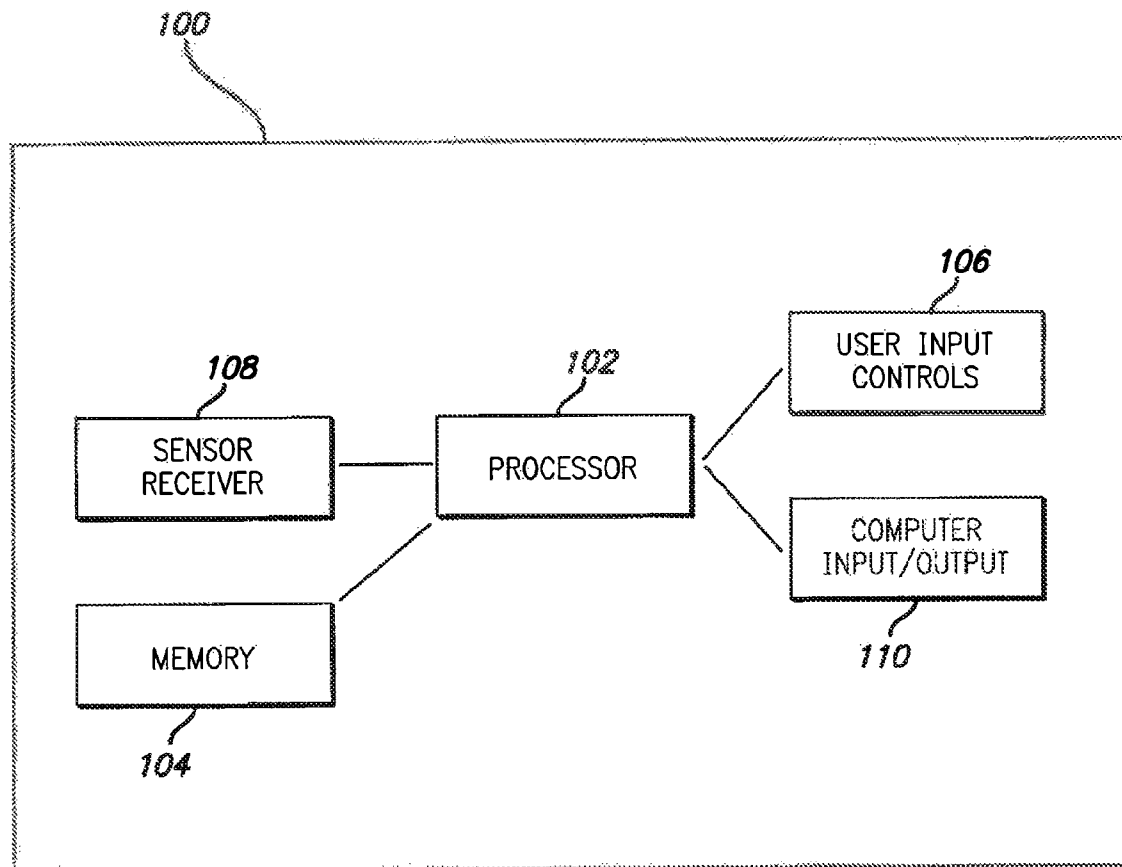 100
106
USER INPUT
CONTROLS
108
SENSOR
RECEIVER
102
PROCESSOR
COMPUTER
INPUT/OUTPUT
110
MEMORY
104